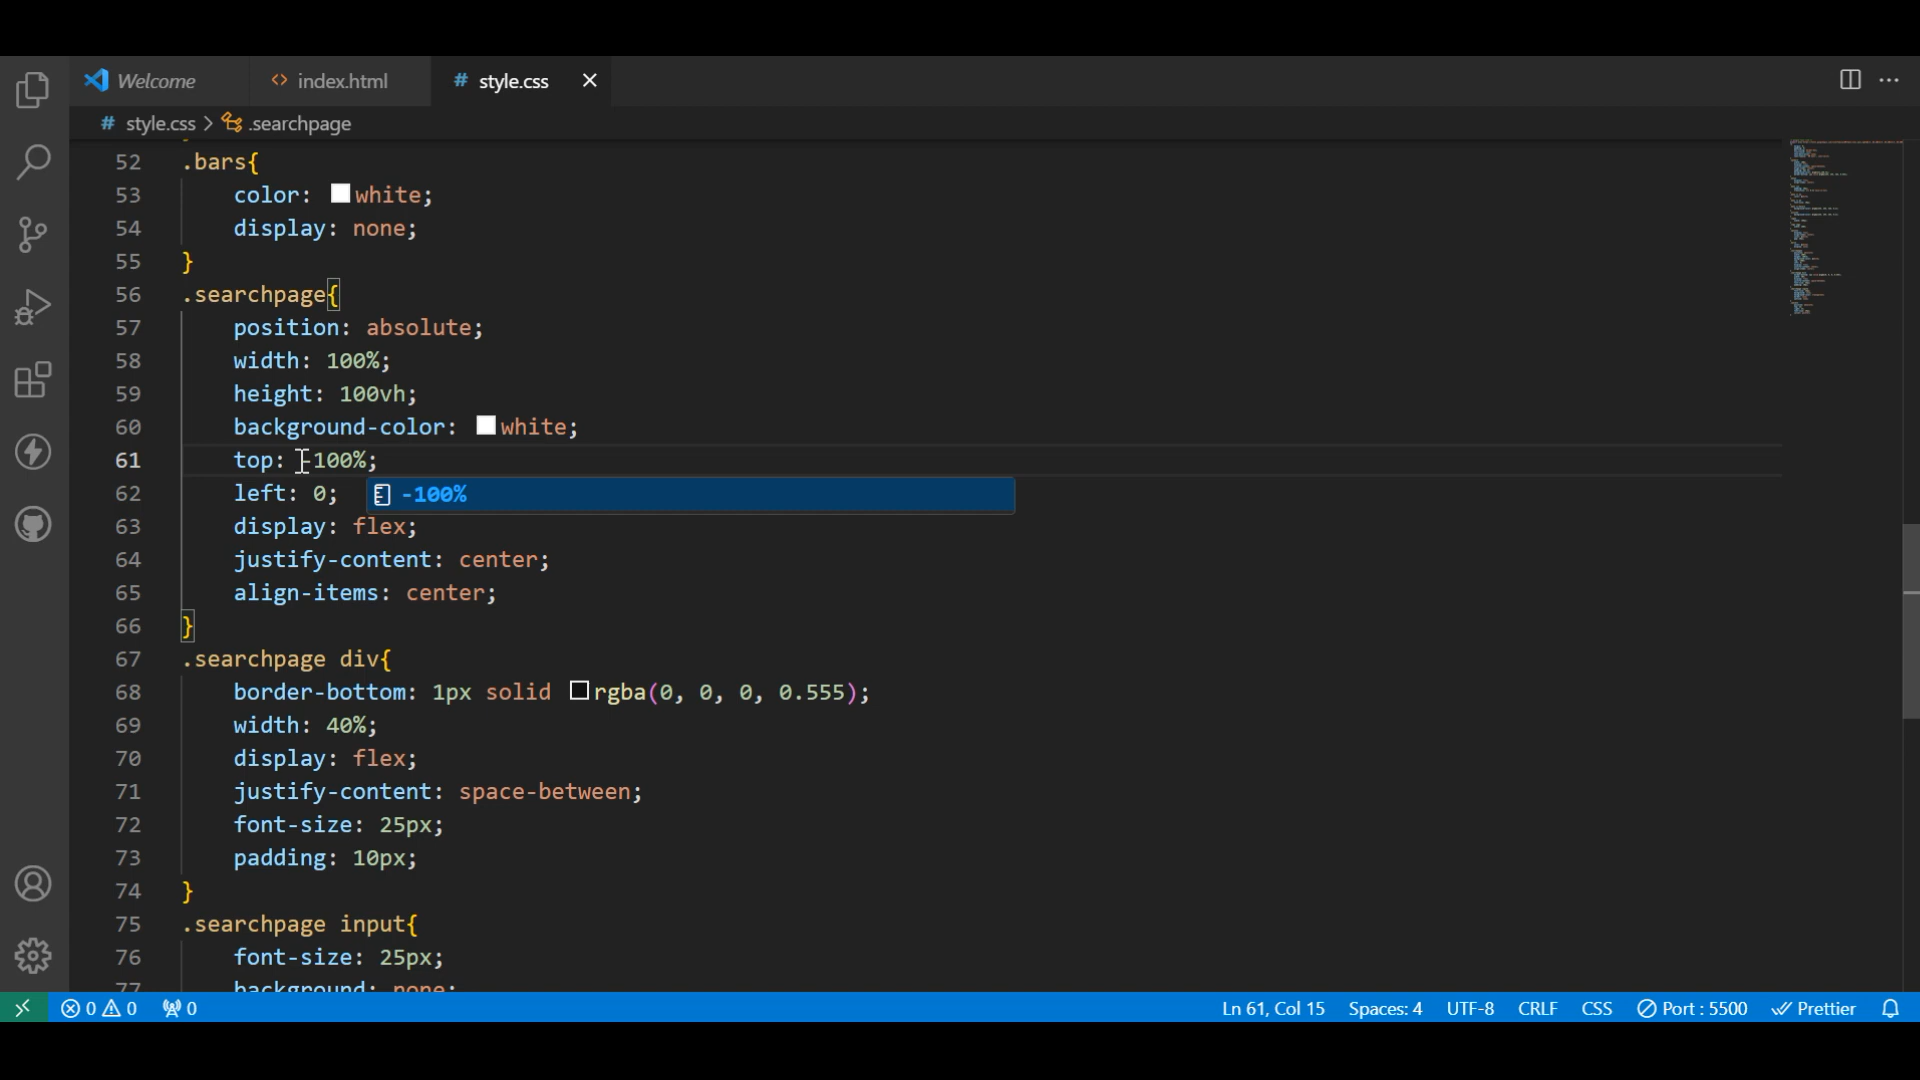 Welcome
index.html
# style.css
# style.css > .searchpage
52 .bars{
53 color: white;
54 display: none;
55 }
56 .searchpage{
57 position: absolute;
58 width: 100%;
59 height: 100vh;
60 background-color: white;
61 top: -100%;
-100%
62 left: 0;
63 display: flex;
64 justify-content: center;
65 align-items: center;
66 }
67 .searchpage div{
68 border-bottom: 1px solid rgba(0, 0, 0, 0.555);
69 width: 40%;
70 display: flex;
71 justify-content: space-between;
72 font-size: 25px;
73 padding: 10px;
74 }
75 .searchpage input{
76 font-size: 25px;
77 background: none;
0 0 0 Ln 61, Col 15 Spaces: 4 UTF-8 CRLF CSS Port : 5500 Prettier